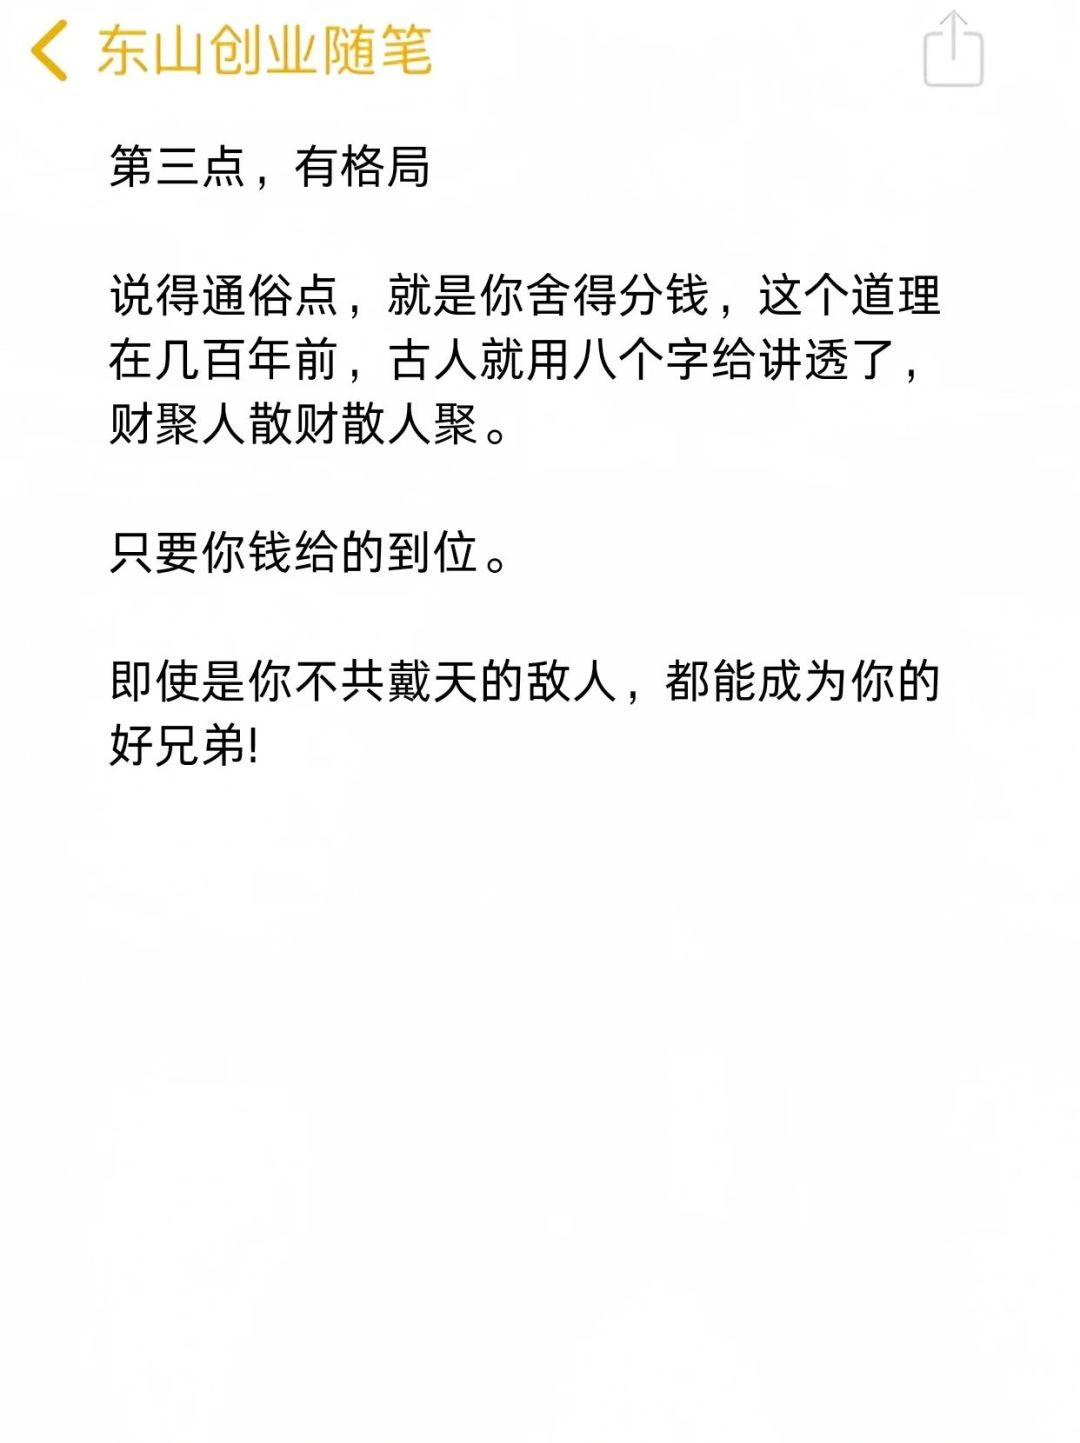 东山创业随笔
第三点，有格局
说得通俗点，就是你舍得分钱，这个道理
在几百年前，古人就用八个字给讲透了，
财聚人散财散人聚。
只要你钱给的到位。
即使是你不共戴天的敌人，都能成为你的
好兄弟!